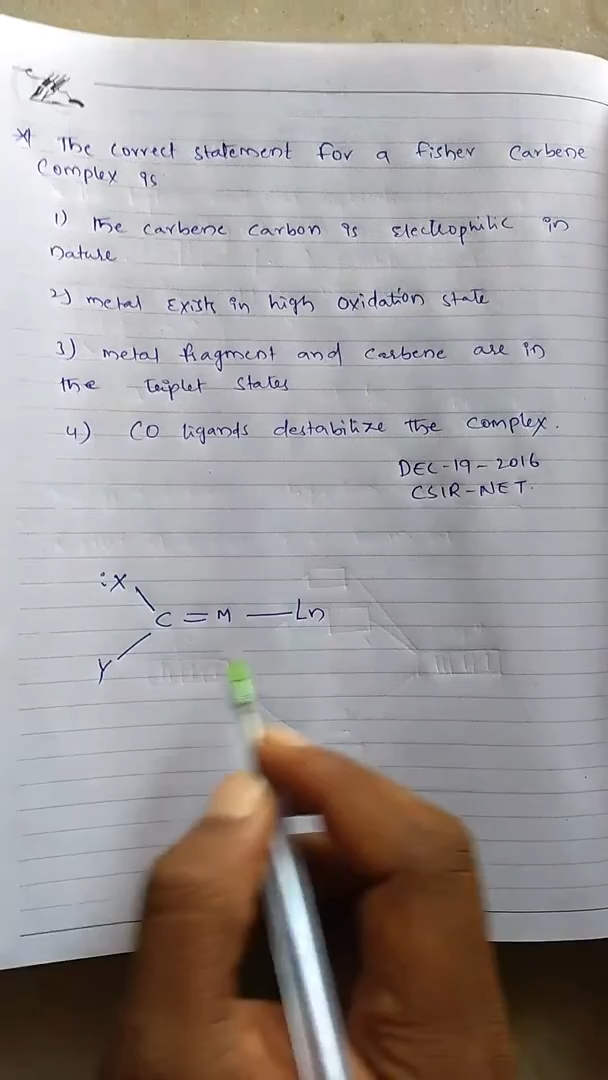 * The correct statement for a fisher carbene
Complex is
1) The carbene carbon is Electrophilic in
nature
2) metal Exists in high oxidation state
3) metal fragment and carbene are in
the triplet states
4) CO ligands destabilize the complex.
DEC-19-2016
CSIR-NET.
:X
C = M — Ln
Y